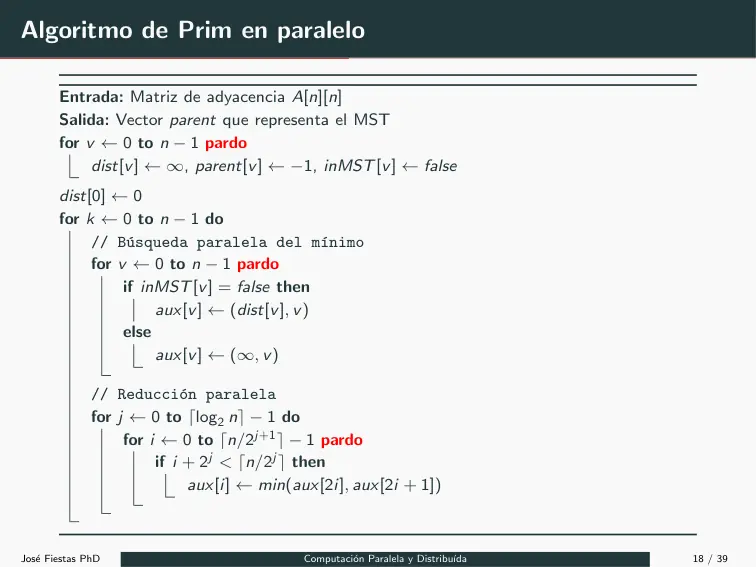 Algoritmo de Prim en paralelo
Entrada: Matriz de adyacencia A[n][n]
Salida: Vector parent que representa el MST
for v ← 0 to n − 1 pardo
dist[v] ← ∞, parent[v] ← −1, inMST[v] ← false
dist[0] ← 0
for k ← 0 to n − 1 do
// Búsqueda paralela del mínimo
for v ← 0 to n − 1 pardo
if inMST[v] = false then
aux[v] ← (dist[v], v)
else
aux[v] ← (∞, v)
// Reducción paralela
for j ← 0 to ⌈log₂ n⌉ − 1 do
for i ← 0 to ⌈n/2^{j+1}⌉ − 1 pardo
if i + 2^j < ⌈n/2^j⌉ then
aux[i] ← min(aux[2i], aux[2i + 1])
José Fiestas PhD
Computación Paralela y Distribuída
18 / 39